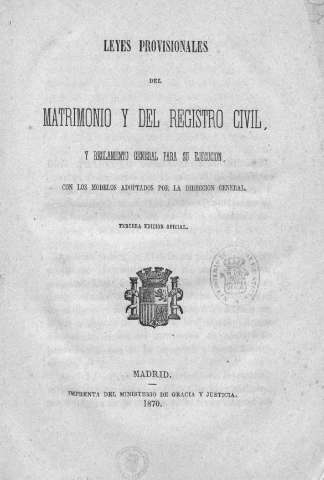 LEYES PROVISIONALES
DEL
MATRIMONIO Y DEL REGISTRO CIVIL,
Y REGLAMENTO GENERAL PARA SU EJECUCION,
CON LOS MODELOS ADOPTADOS POR LA DIRECCION GENERAL.
TERCERA EDICION OFICIAL.
MADRID.
IMPRENTA DEL MINISTERIO DE GRACIA Y JUSTICIA.
1870.